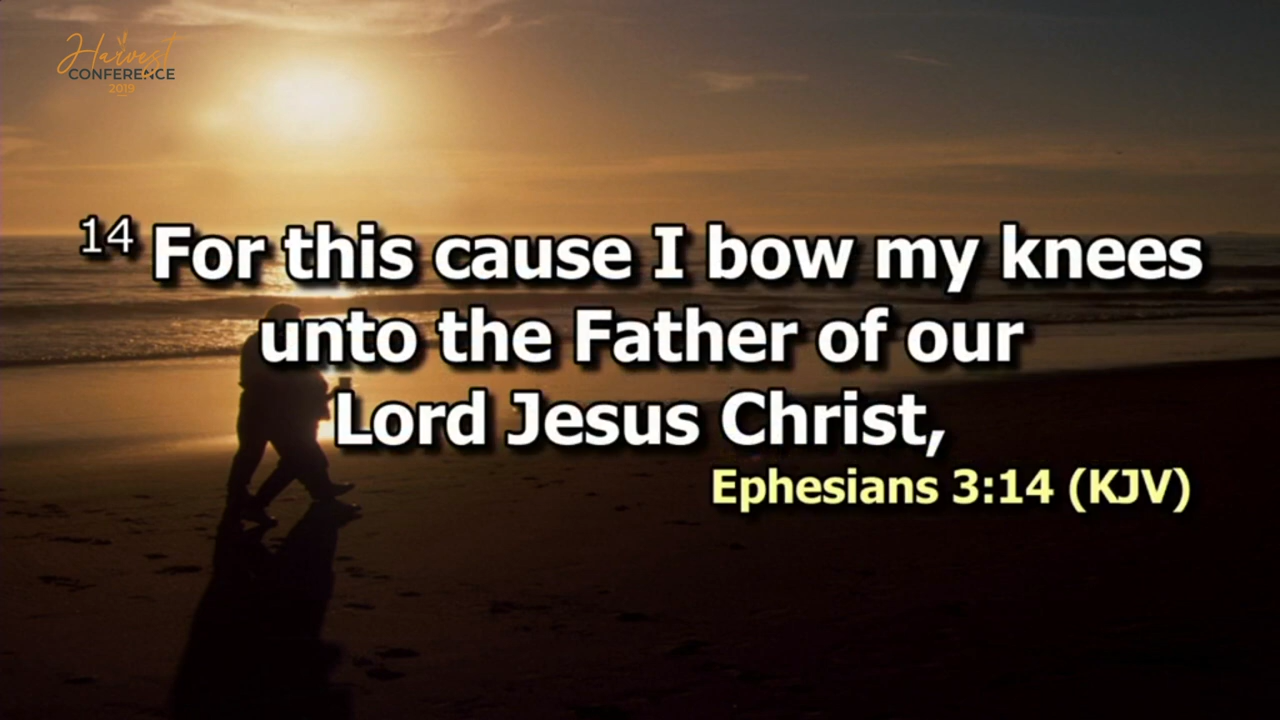 Harvest
CONFERENCE
2019
14 For this cause I bow my knees
unto the Father of our
Lord Jesus Christ,
Ephesians 3:14 (KJV)